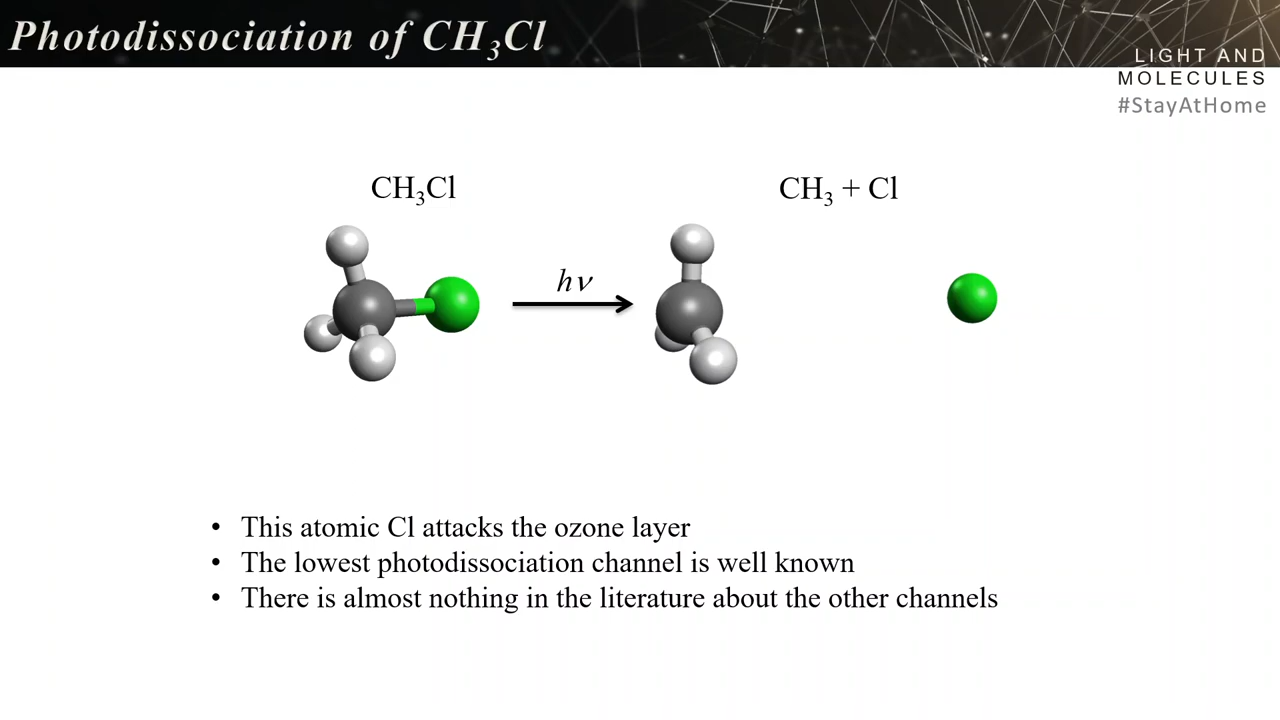 Photodissociation of CH₃Cl
LIGHT AND
MOLECULES
#StayAtHome
CH₃Cl
CH₃ + Cl
hν
• This atomic Cl attacks the ozone layer
• The lowest photodissociation channel is well known
• There is almost nothing in the literature about the other channels